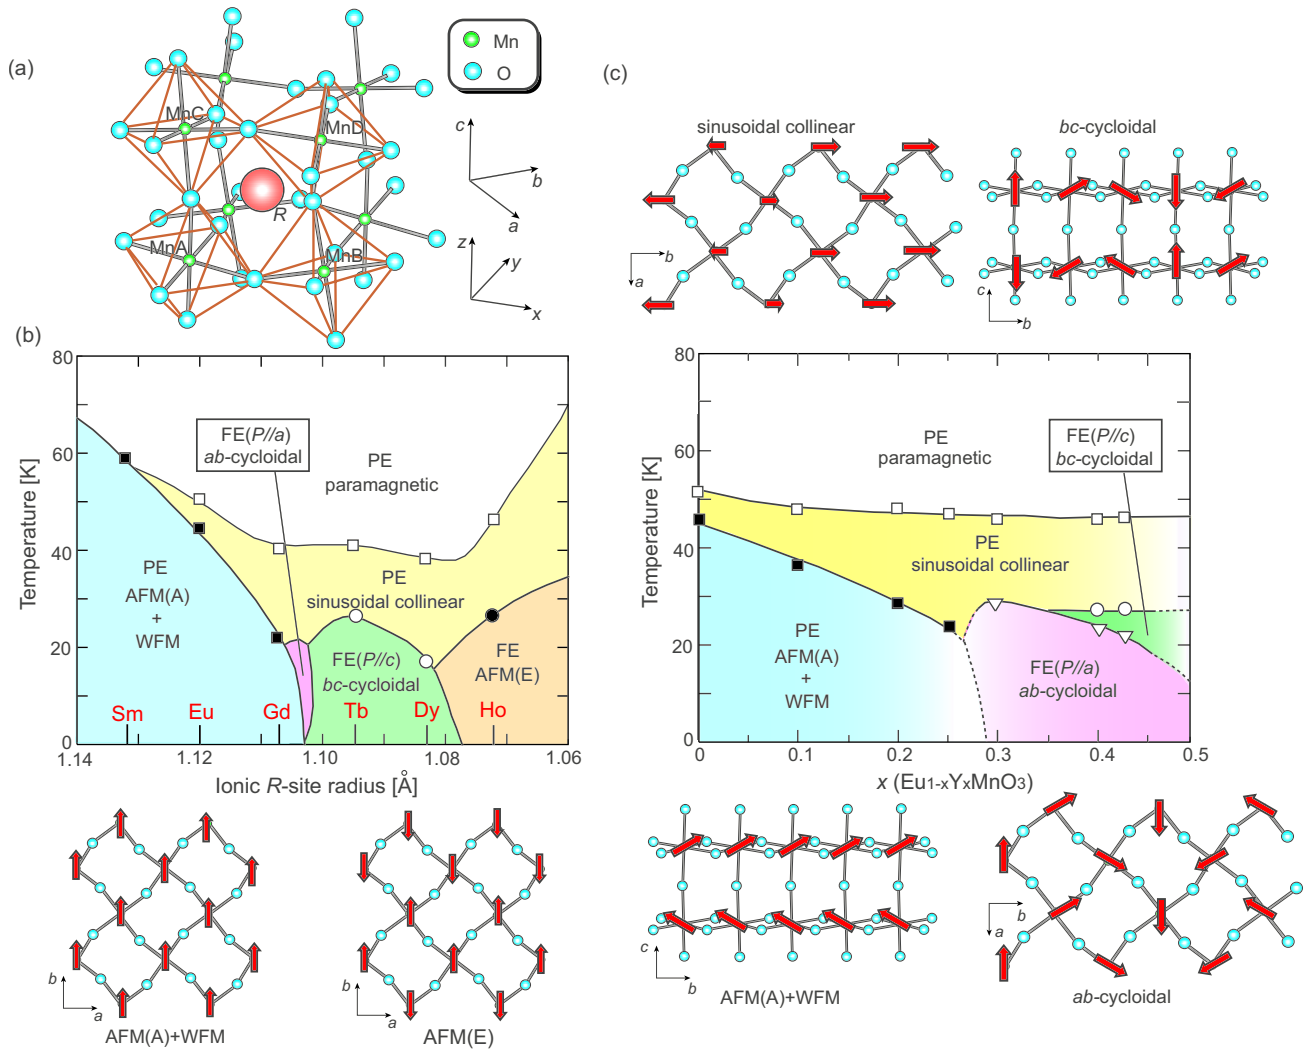 (a)
Mn
O
MnC
MnD
R
MnA
MnB
c
b
a
z
y
x
(c)
sinusoidal collinear
bc-cycloidal
b
a
c
b
(b)
80
60
40
20
0
Temperature [K]
FE(P//a)
ab-cycloidal
PE
paramagnetic
PE
AFM(A)
+
WFM
PE
sinusoidal collinear
FE(P//c)
bc-cycloidal
FE
AFM(E)
Sm
Eu
Gd
Tb
Dy
Ho
1.14
1.12
1.10
1.08
1.06
Ionic R-site radius [Å]
80
60
40
20
0
Temperature [K]
PE
paramagnetic
FE(P//c)
bc-cycloidal
PE
sinusoidal collinear
PE
AFM(A)
+
WFM
FE(P//a)
ab-cycloidal
0
0.1
0.2
0.3
0.4
0.5
x (Eu1-xYxMnO3)
b
a
AFM(A)+WFM
b
a
AFM(E)
c
b
AFM(A)+WFM
b
a
ab-cycloidal